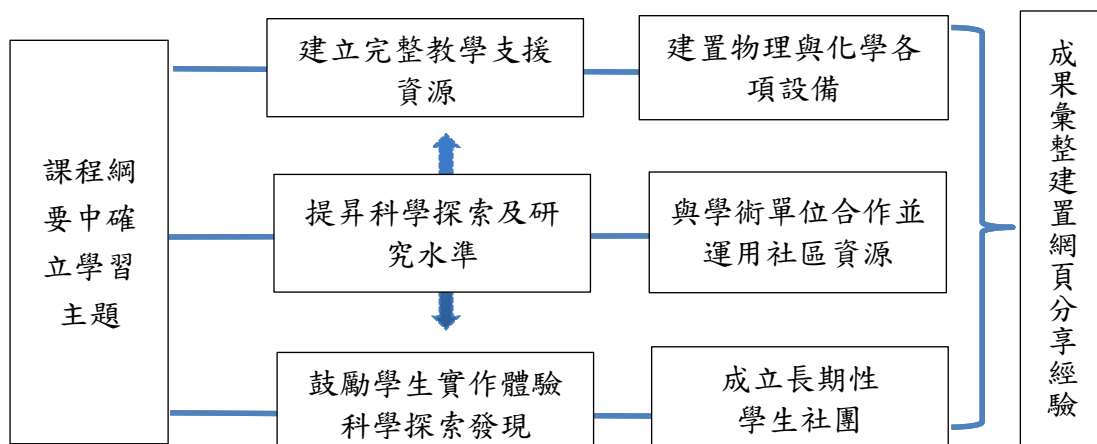 課程綱
要中確
立學習
主題
建立完整教學支援
資源
建置物理與化學各
項設備
提昇科學探索及研
究水準
與學術單位合作並
運用社區資源
鼓勵學生實作體驗
科學探索發現
成立長期性
學生社團
成果彙整建置網頁分享經驗